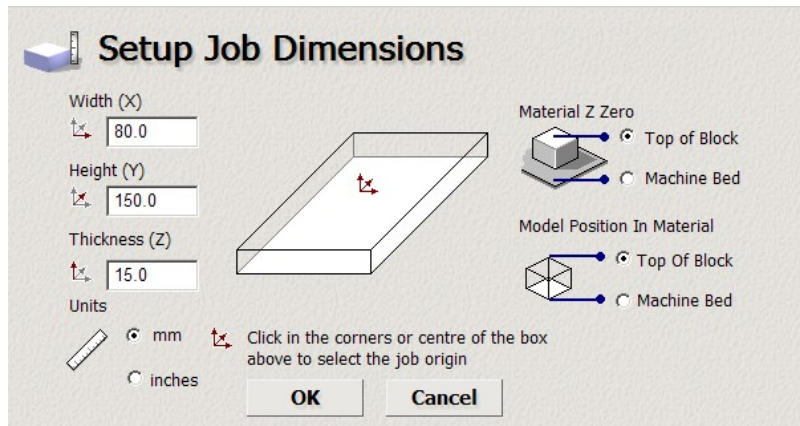 Setup Job Dimensions
Width (X)
80.0
Height (Y)
150.0
Thickness (Z)
15.0
Units
mm
inches
Click in the corners or centre of the box
above to select the job origin
OK
Cancel
Material Z Zero
Top of Block
Machine Bed
Model Position In Material
Top Of Block
Machine Bed